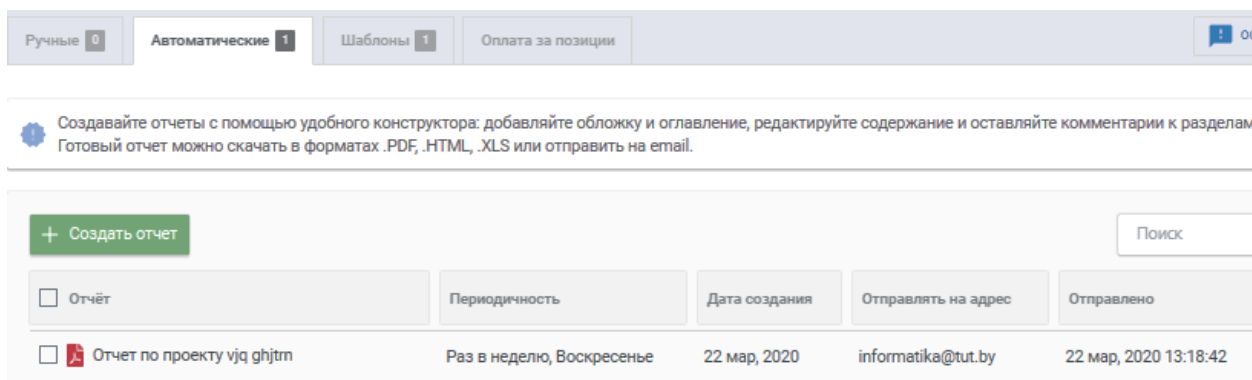 Ручные 0 Автоматические 1 Шаблоны 1 Оплата за позиции
Создавайте отчеты с помощью удобного конструктора: добавляйте обложку и оглавление, редактируйте содержание и оставляйте комментарии к разделам
Готовый отчет можно скачать в форматах .PDF, .HTML, .XLS или отправить на email.
+ Создать отчет Поиск
Отчёт Периодичность Дата создания Отправлять на адрес Отправлено
Отчет по проекту vjq ghjtrn Раз в неделю, Воскресенье 22 мар, 2020 informatika@tut.by 22 мар, 2020 13:18:42